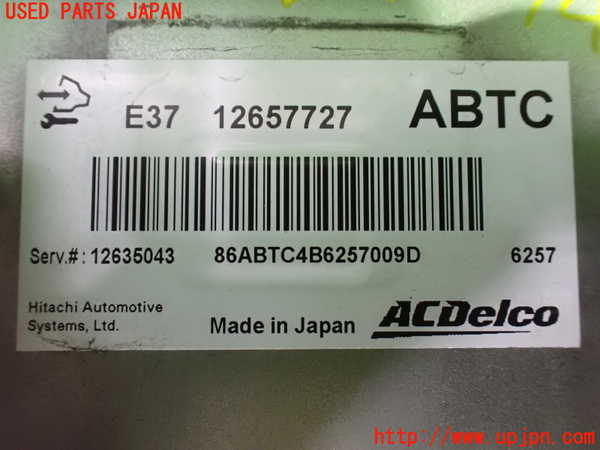 USED PARTS JAPAN
E37 12657727 ABTC
Serv.#: 12635043 86ABTC4B6257009D 6257
Hitachi Automotive
Systems, Ltd.
Made in Japan ACDelco
http://www.upjpn.com/